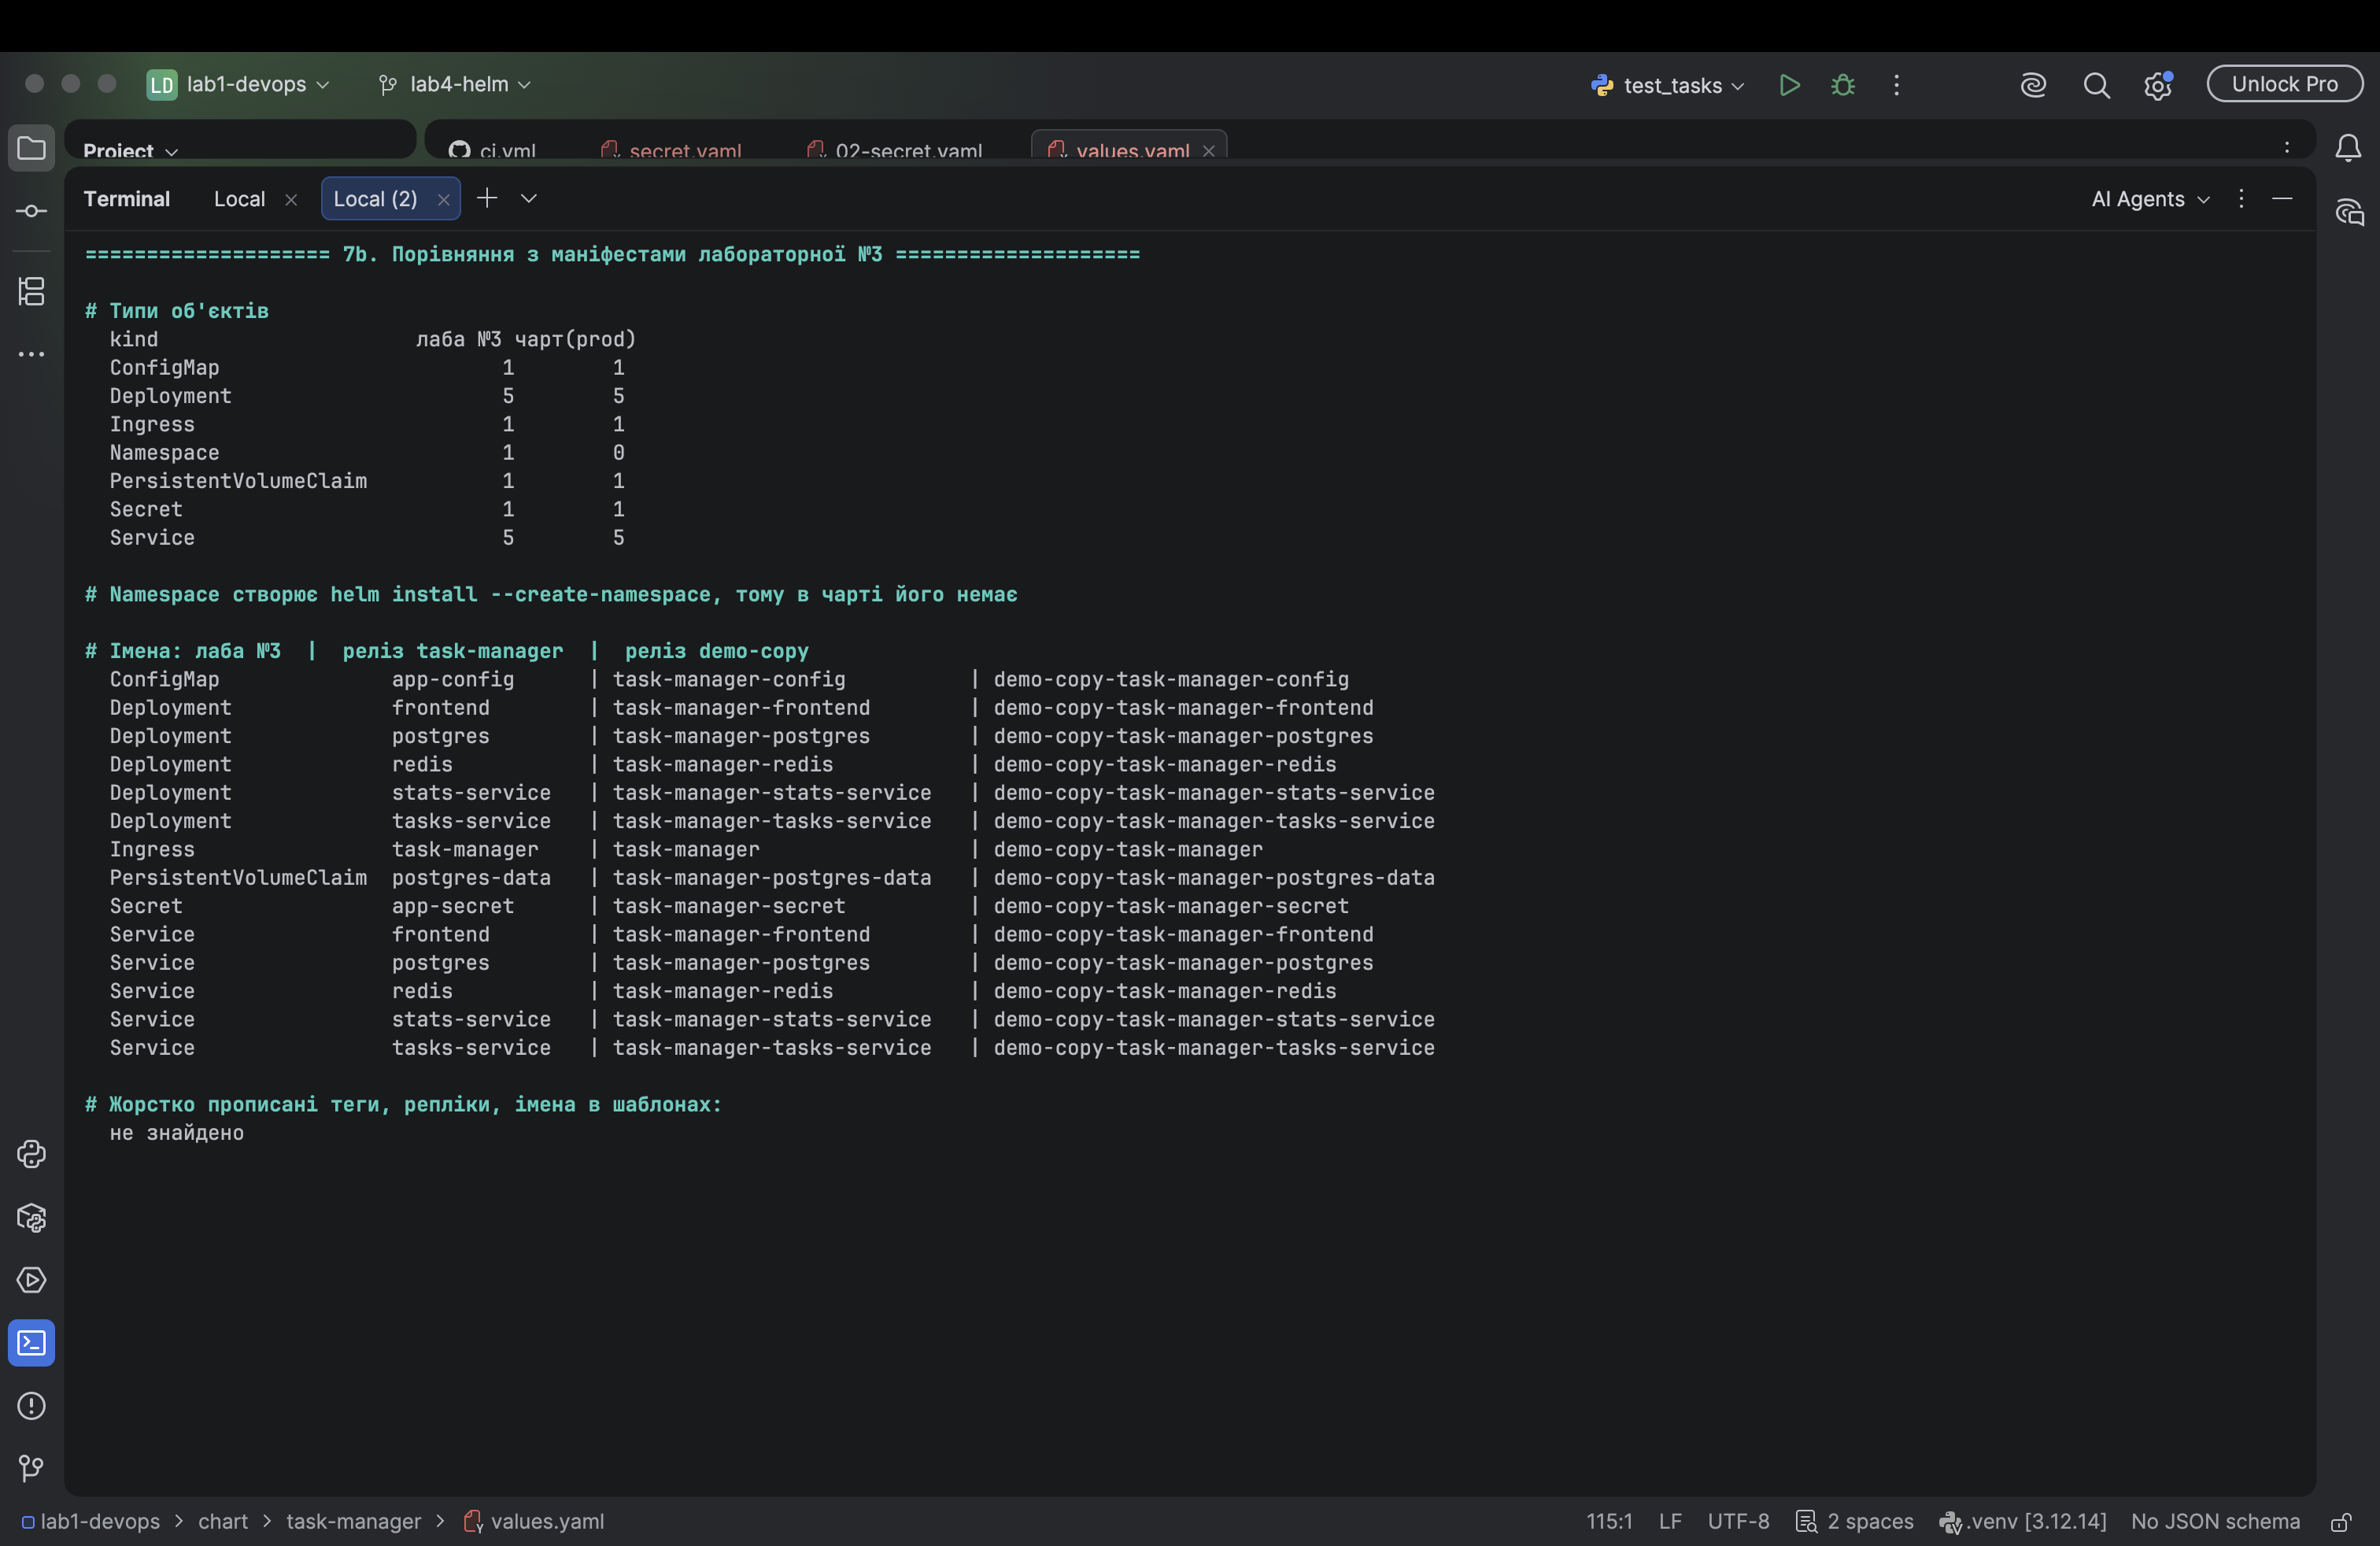 LD lab1-devops lab4-helm test_tasks Unlock Pro
Project ci.yml secret.yaml 02-secret.yaml values.yaml
Terminal Local Local (2) AI Agents
==================== 7b. Порівняння з маніфестами лабораторної №3 ====================
# Типи об'єктів
kind лаба №3 чарт(prod)
ConfigMap 1 1
Deployment 5 5
Ingress 1 1
Namespace 1 0
PersistentVolumeClaim 1 1
Secret 1 1
Service 5 5
# Namespace створює helm install --create-namespace, тому в чарті його немає
# Імена: лаба №3 | реліз task-manager | реліз demo-copy
ConfigMap app-config | task-manager-config | demo-copy-task-manager-config
Deployment frontend | task-manager-frontend | demo-copy-task-manager-frontend
Deployment postgres | task-manager-postgres | demo-copy-task-manager-postgres
Deployment redis | task-manager-redis | demo-copy-task-manager-redis
Deployment stats-service | task-manager-stats-service | demo-copy-task-manager-stats-service
Deployment tasks-service | task-manager-tasks-service | demo-copy-task-manager-tasks-service
Ingress task-manager | task-manager | demo-copy-task-manager
PersistentVolumeClaim postgres-data | task-manager-postgres-data | demo-copy-task-manager-postgres-data
Secret app-secret | task-manager-secret | demo-copy-task-manager-secret
Service frontend | task-manager-frontend | demo-copy-task-manager-frontend
Service postgres | task-manager-postgres | demo-copy-task-manager-postgres
Service redis | task-manager-redis | demo-copy-task-manager-redis
Service stats-service | task-manager-stats-service | demo-copy-task-manager-stats-service
Service tasks-service | task-manager-tasks-service | demo-copy-task-manager-tasks-service
# Жорстко прописані теги, репліки, імена в шаблонах:
не знайдено
lab1-devops > chart > task-manager > values.yaml 115:1 LF UTF-8 2 spaces .venv [3.12.14] No JSON schema